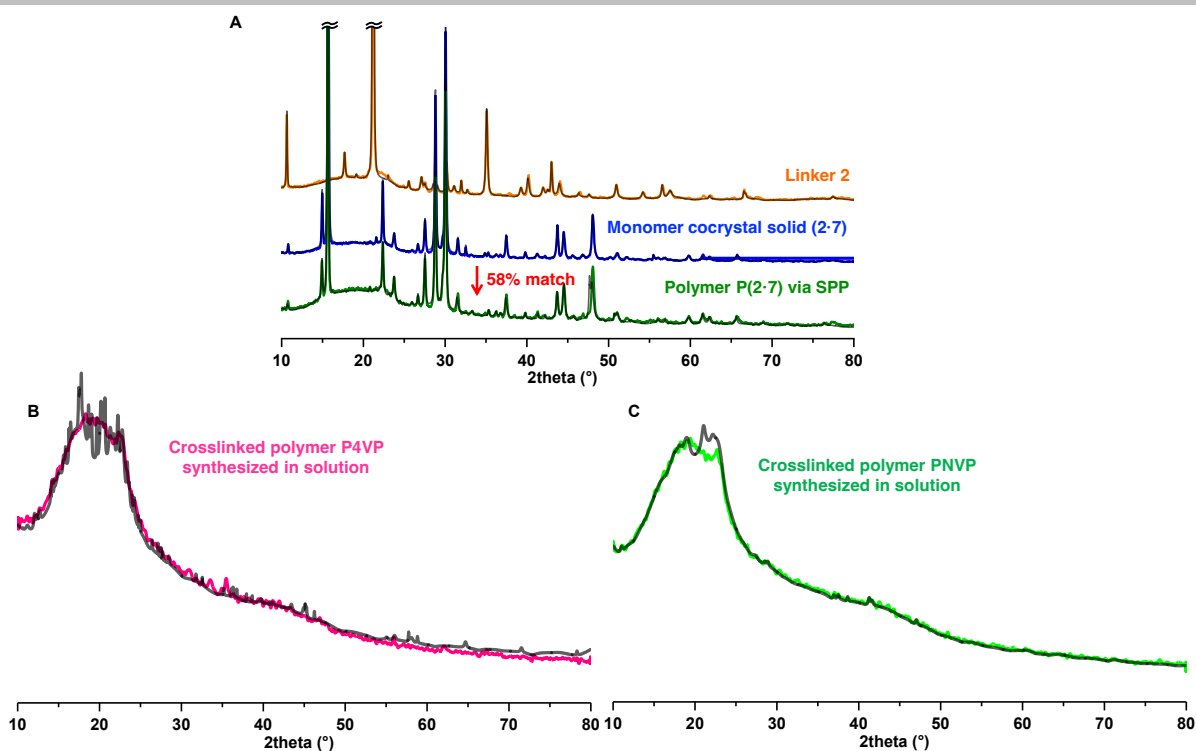 A
Linker 2
Monomer cocrystal solid (2·7)
58% match
Polymer P(2·7) via SPP
10 20 30 40 50 60 70 80
2theta (°)
B
Crosslinked polymer P4VP
synthesized in solution
10 20 30 40 50 60 70 80
2theta (°)
C
Crosslinked polymer PNVP
synthesized in solution
10 20 30 40 50 60 70 80
2theta (°)